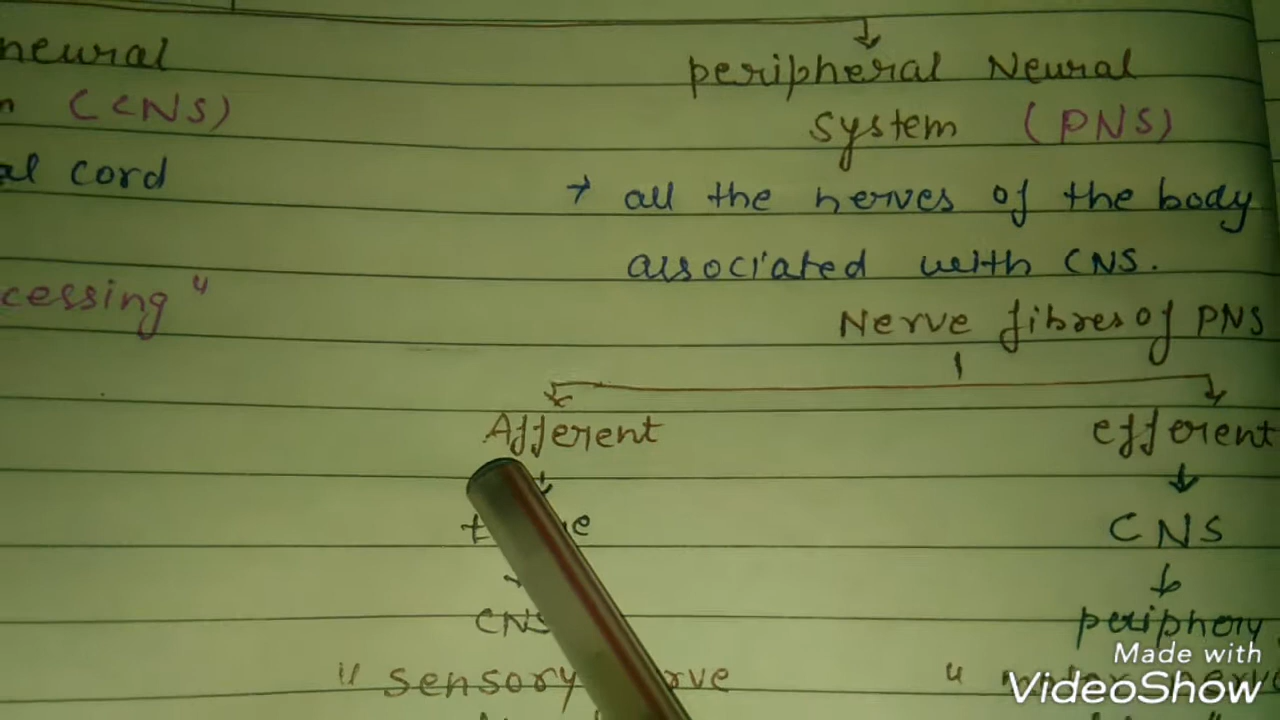 neural
(CNS)
cord
cessing "
peripheral Neural
system (PNS)
→ all the nerves of the body
associated with CNS.
Nerve fibres of PNS
Afferent efferent
CNS
CNS periphery
" sensory "
Made with
VideoShow